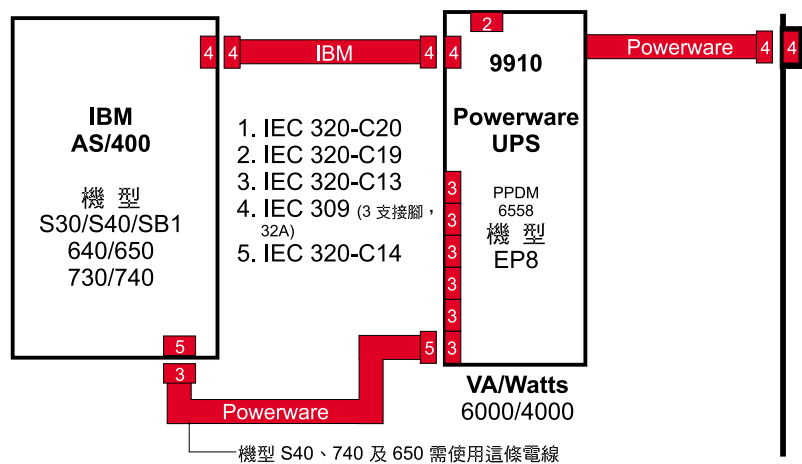 2
4 4 IBM 4 4 Powerware 4 4
9910
IBM
AS/400
機 型
S30/S40/SB1
640/650
730/740
1. IEC 320-C20
2. IEC 320-C19
3. IEC 320-C13
4. IEC 309 (3 支接腳，
32A)
5. IEC 320-C14
Powerware
UPS
PPDM
6558
機 型
EP8
3
3
3
3
3
5 5 3
3
Powerware
VA/Watts
6000/4000
機型 S40、740 及 650 需使用這條電線